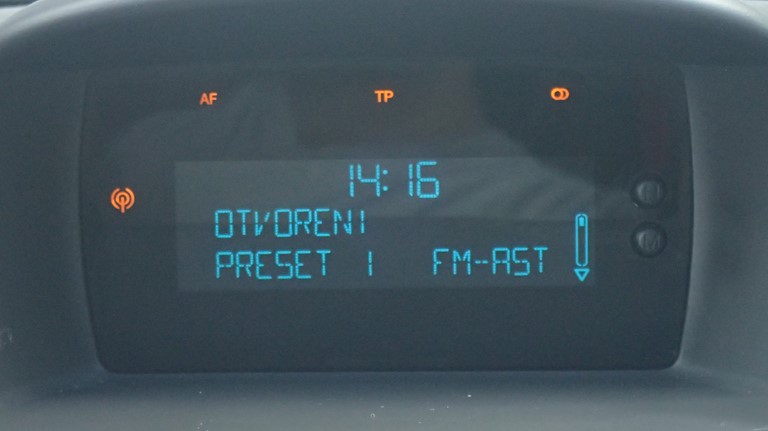 AF TP
14:16
OTVORENI
PRESET 1 FM-AST
H
M